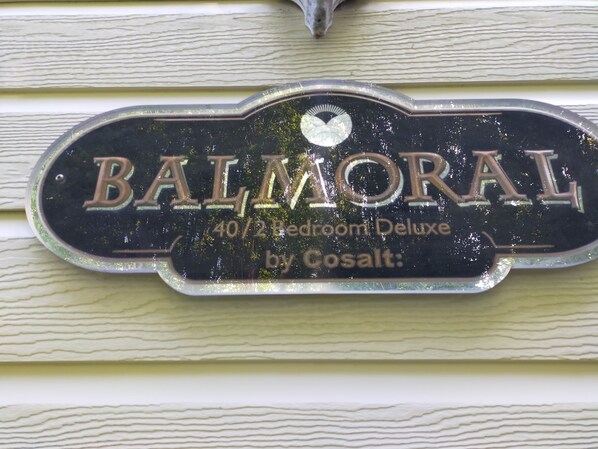 BALMORAL
40/2 Bedroom Deluxe
by Cosalt: